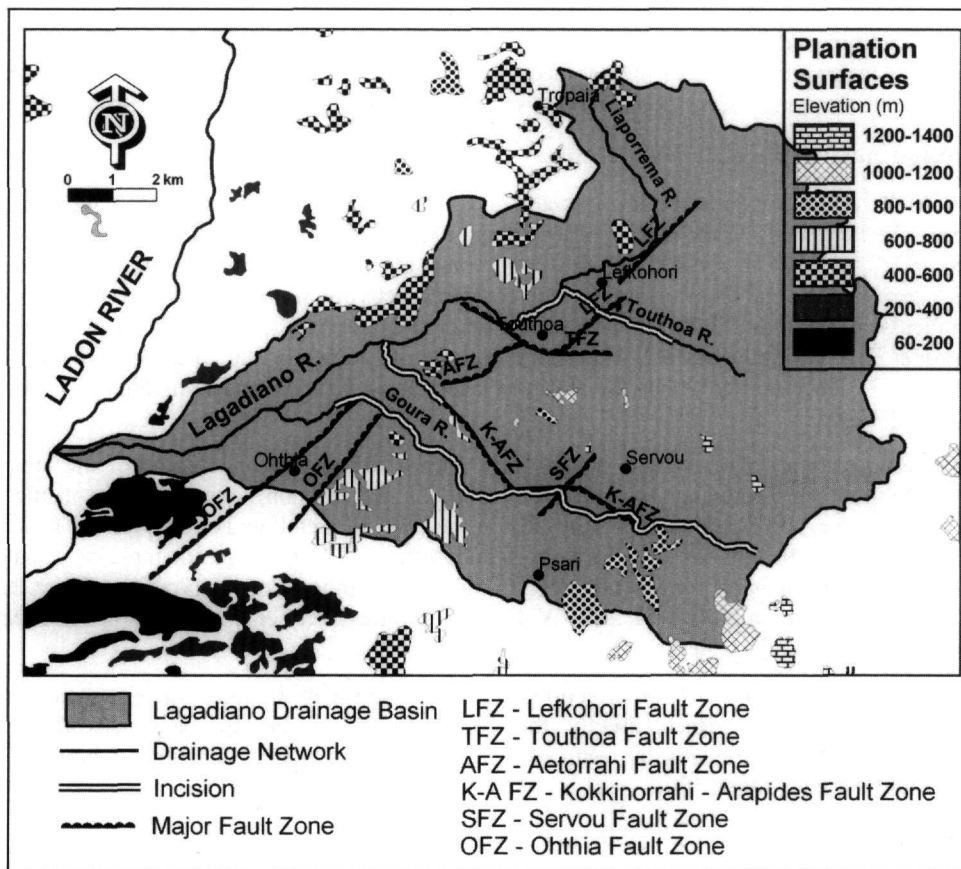 Planation
Surfaces
Elevation (m)
1200-1400
1000-1200
800-1000
600-800
400-600
200-400
60-200
N
0 1 2 km
LADON RIVER
Tropaia
Liaporrema R.
LFZ
Lefkohori
Touthoa R.
Touthoa
TFZ
AFZ
Lagadiano R.
Goura R.
K-AFZ
SFZ
Servou
K-AFZ
Ohthia
OFZ
OFZ
Psari
Lagadiano Drainage Basin
Drainage Network
Incision
Major Fault Zone
LFZ - Lefkohori Fault Zone
TFZ - Touthoa Fault Zone
AFZ - Aetorrahi Fault Zone
K-A FZ - Kokkinorrahi - Arapides Fault Zone
SFZ - Servou Fault Zone
OFZ - Ohthia Fault Zone